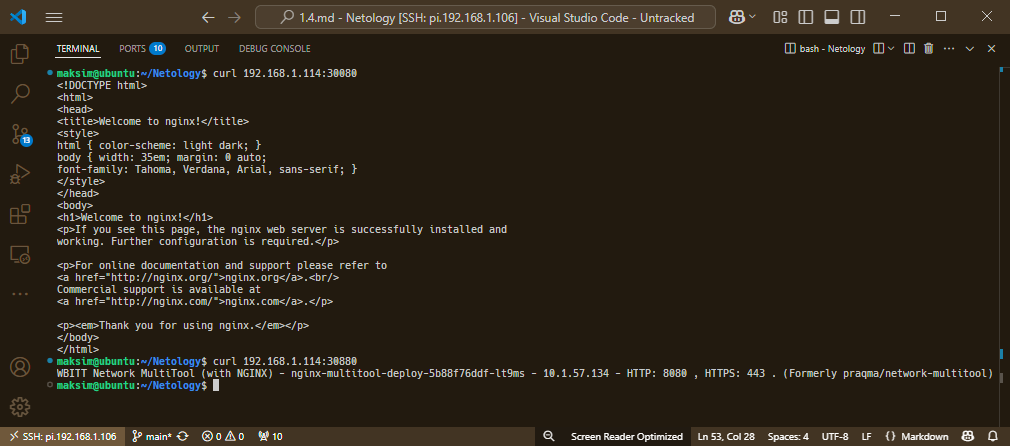 1.4.md - Netology [SSH: pi.192.168.1.106] - Visual Studio Code - Untracked
TERMINAL PORTS 10 OUTPUT DEBUG CONSOLE bash - Netology
maksim@ubuntu:~/Netology$ curl 192.168.1.114:30080
<!DOCTYPE html>
<html>
<head>
<title>Welcome to nginx!</title>
<style>
html { color-scheme: light dark; }
body { width: 35em; margin: 0 auto;
font-family: Tahoma, Verdana, Arial, sans-serif; }
</style>
</head>
<body>
<h1>Welcome to nginx!</h1>
<p>If you see this page, the nginx web server is successfully installed and
working. Further configuration is required.</p>
<p>For online documentation and support please refer to
<a href="http://nginx.org/">nginx.org</a>.<br/>
Commercial support is available at
<a href="http://nginx.com/">nginx.com</a>.</p>
<p><em>Thank you for using nginx.</em></p>
</body>
</html>
maksim@ubuntu:~/Netology$ curl 192.168.1.114:30880
WBITT Network MultiTool (with NGINX) - nginx-multitool-deploy-5b88f76ddf-lt9ms - 10.1.57.134 - HTTP: 8080 , HTTPS: 443 . (Formerly praqma/network-multitool)
maksim@ubuntu:~/Netology$
13
SSH: pi.192.168.1.106 main* 0 0 10 Screen Reader Optimized Ln 53, Col 28 Spaces: 4 UTF-8 LF {} Markdown